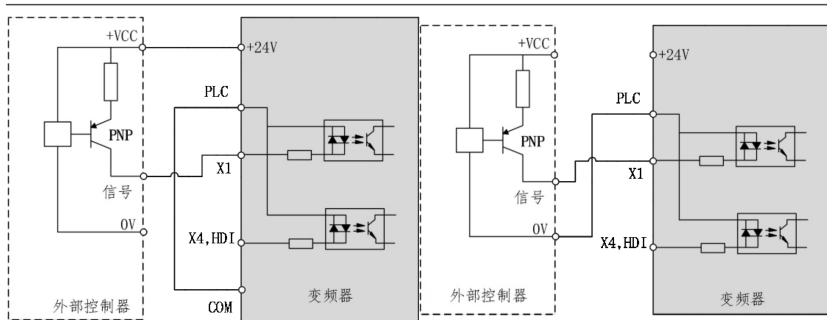 +VCC
+24V
PLC
PNP
X1
信号
0V
X4,HDI
外部控制器
变频器
COM
+VCC
+24V
PLC
PNP
X1
信号
0V
X4,HDI
外部控制器
变频器